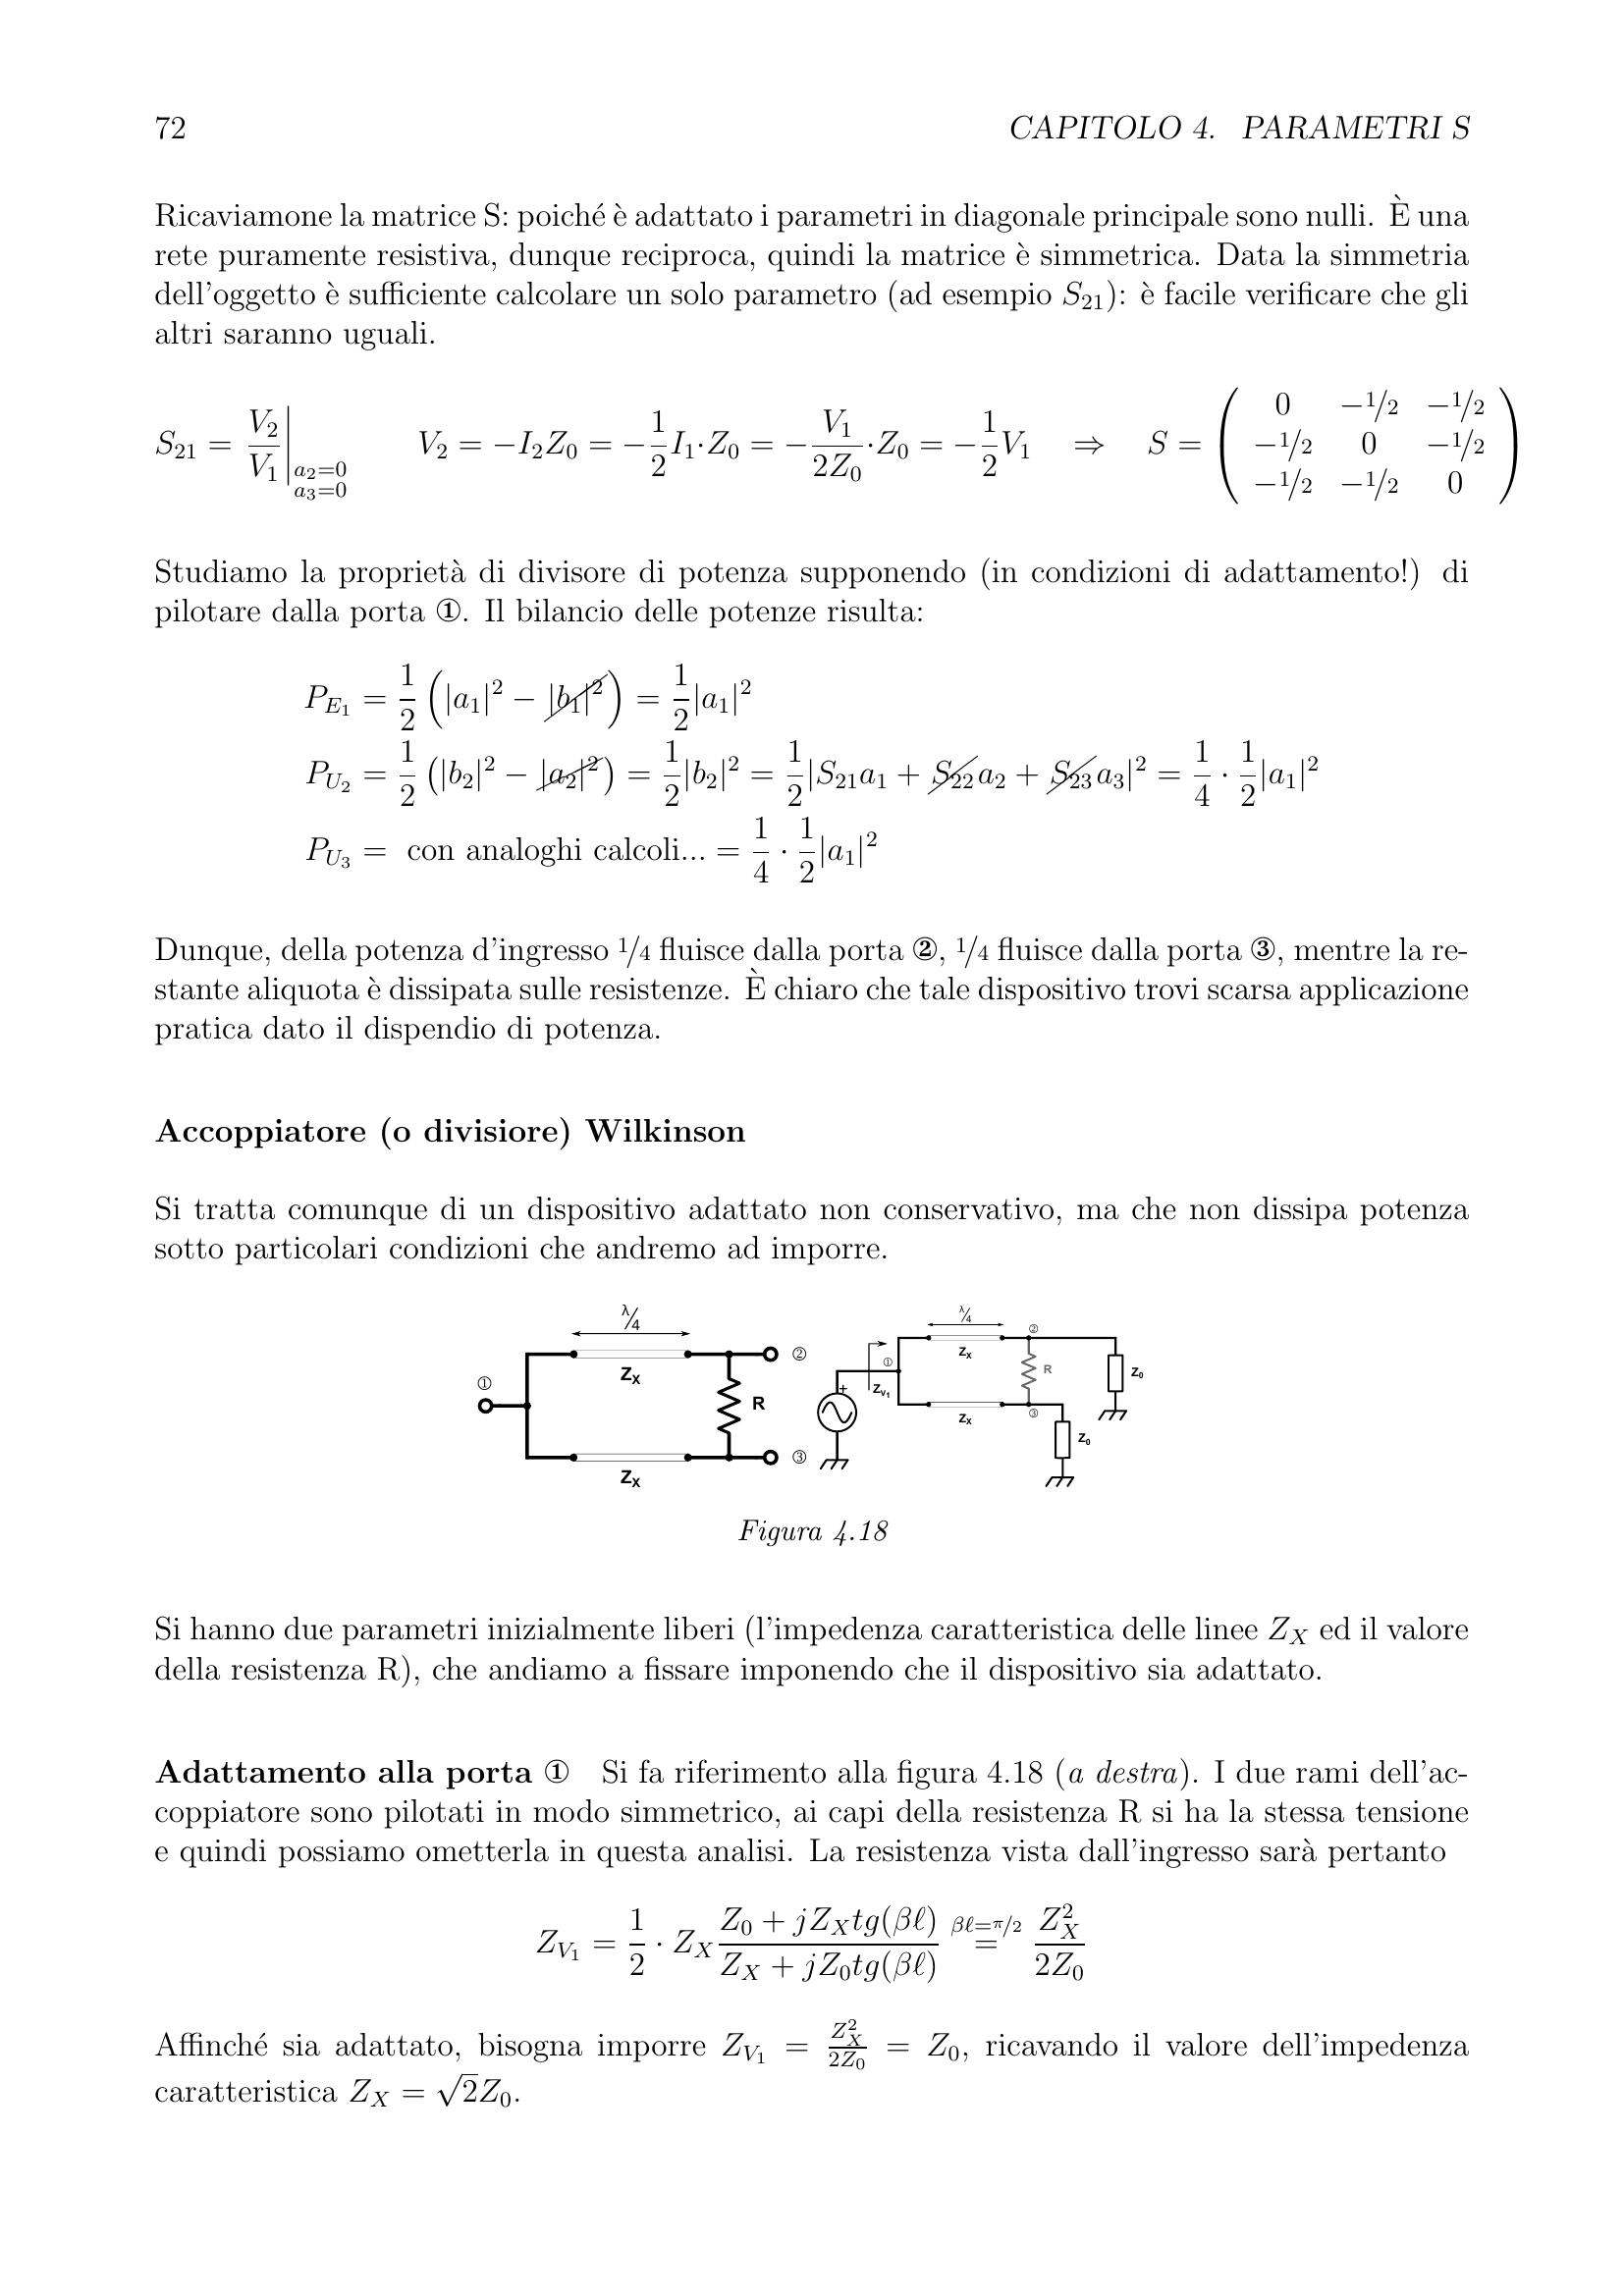 72 CAPITOLO 4. PARAMETRI S
Ricaviamone la matrice S: poiché è adattato i parametri in diagonale principale sono nulli. È una
rete puramente resistiva, dunque reciproca, quindi la matrice è simmetrica. Data la simmetria
dell'oggetto è sufficiente calcolare un solo parametro (ad esempio $S_{21}$): è facile verificare che gli
altri saranno uguali.
$S_{21} = \left.\frac{V_2}{V_1}\right|_{\substack{a_2=0 \\ a_3=0}} \quad V_2 = -I_2 Z_0 = -\frac{1}{2} I_1 \cdot Z_0 = -\frac{V_1}{2Z_0} \cdot Z_0 = -\frac{1}{2} V_1 \quad \Rightarrow \quad S = \begin{pmatrix} 0 & -1/2 & -1/2 \\ -1/2 & 0 & -1/2 \\ -1/2 & -1/2 & 0 \end{pmatrix}$
Studiamo la proprietà di divisore di potenza supponendo (in condizioni di adattamento!) di
pilotare dalla porta ①. Il bilancio delle potenze risulta:
$P_{E_1} = \frac{1}{2} \left( |a_1|^2 - \cancel{|b_1|^2} \right) = \frac{1}{2} |a_1|^2$
$P_{U_2} = \frac{1}{2} \left( |b_2|^2 - \cancel{|a_2|^2} \right) = \frac{1}{2} |b_2|^2 = \frac{1}{2} |S_{21} a_1 + \cancel{S_{22}} a_2 + \cancel{S_{23}} a_3|^2 = \frac{1}{4} \cdot \frac{1}{2} |a_1|^2$
$P_{U_3} =$ con analoghi calcoli... $= \frac{1}{4} \cdot \frac{1}{2} |a_1|^2$
Dunque, della potenza d'ingresso 1/4 fluisce dalla porta ②, 1/4 fluisce dalla porta ③, mentre la re-
stante aliquota è dissipata sulle resistenze. È chiaro che tale dispositivo trovi scarsa applicazione
pratica dato il dispendio di potenza.
Accoppiatore (o divisiore) Wilkinson
Si tratta comunque di un dispositivo adattato non conservativo, ma che non dissipa potenza
sotto particolari condizioni che andremo ad imporre.
① λ/4 Z_X R ② ③ Z_X
+ Z_{V_1} ① λ/4 Z_X ② R ③ Z_X Z_0 Z_0
Figura 4.18
Si hanno due parametri inizialmente liberi (l'impedenza caratteristica delle linee $Z_X$ ed il valore
della resistenza R), che andiamo a fissare imponendo che il dispositivo sia adattato.
Adattamento alla porta ① Si fa riferimento alla figura 4.18 (a destra). I due rami dell'ac-
coppiatore sono pilotati in modo simmetrico, ai capi della resistenza R si ha la stessa tensione
e quindi possiamo ometterla in questa analisi. La resistenza vista dall'ingresso sarà pertanto
$Z_{V_1} = \frac{1}{2} \cdot Z_X \frac{Z_0 + j Z_X tg(\beta \ell)}{Z_X + j Z_0 tg(\beta \ell)} \overset{\beta \ell = \pi/2}{=} \frac{Z_X^2}{2Z_0}$
Affinché sia adattato, bisogna imporre $Z_{V_1} = \frac{Z_X^2}{2Z_0} = Z_0$, ricavando il valore dell'impedenza
caratteristica $Z_X = \sqrt{2} Z_0$.